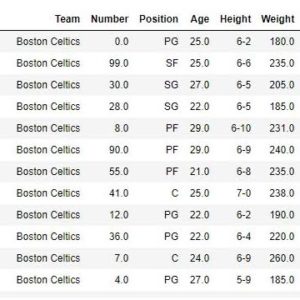 Team Number Position Age Height Weight
Boston Celtics 0.0 PG 25.0 6-2 180.0
Boston Celtics 99.0 SF 25.0 6-6 235.0
Boston Celtics 30.0 SG 27.0 6-5 205.0
Boston Celtics 28.0 SG 22.0 6-5 185.0
Boston Celtics 8.0 PF 29.0 6-10 231.0
Boston Celtics 90.0 PF 29.0 6-9 240.0
Boston Celtics 55.0 PF 21.0 6-8 235.0
Boston Celtics 41.0 C 25.0 7-0 238.0
Boston Celtics 12.0 PG 22.0 6-2 190.0
Boston Celtics 36.0 PG 22.0 6-4 220.0
Boston Celtics 7.0 C 24.0 6-9 260.0
Boston Celtics 4.0 PG 27.0 5-9 185.0